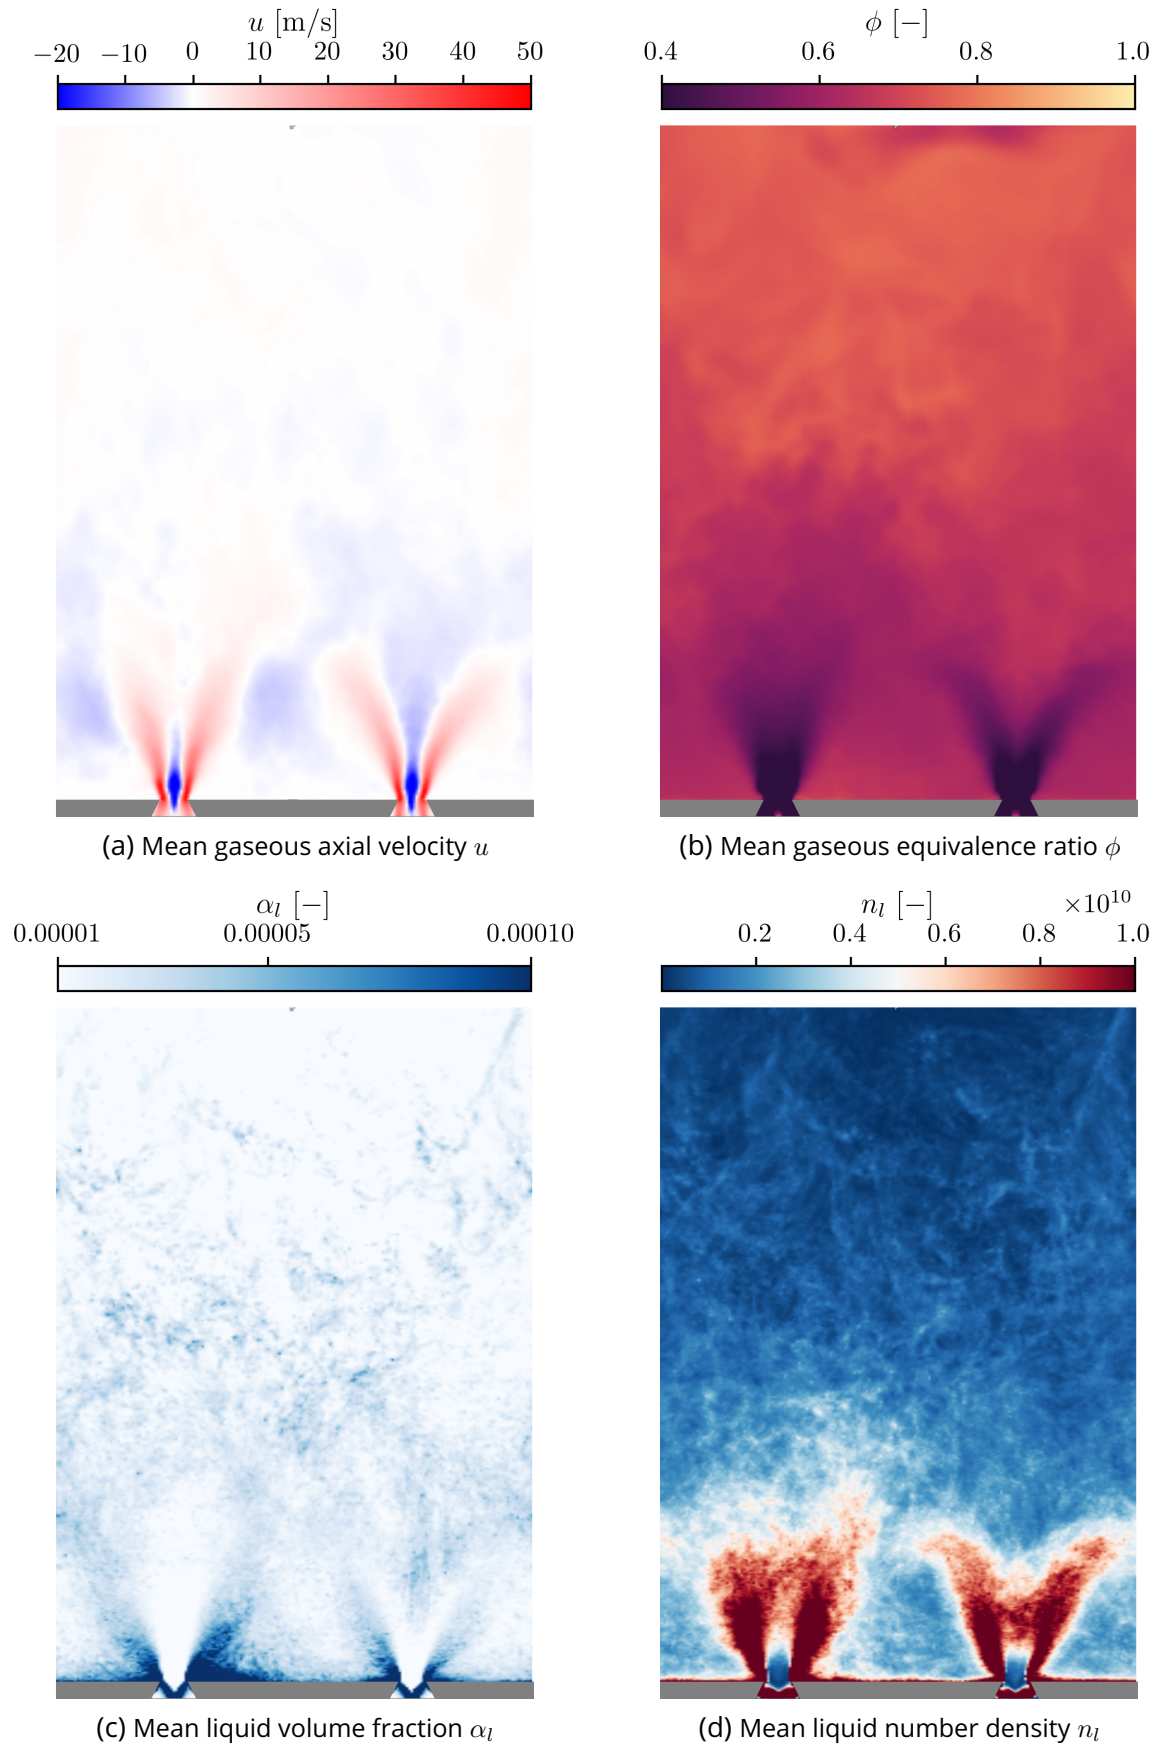 u [m/s]
−20 −10 0 10 20 30 40 50
ϕ [−]
0.4 0.6 0.8 1.0
(a) Mean gaseous axial velocity u
(b) Mean gaseous equivalence ratio ϕ
α_l [−]
0.00001 0.00005 0.00010
n_l [−] ×10^10
0.2 0.4 0.6 0.8 1.0
(c) Mean liquid volume fraction α_l
(d) Mean liquid number density n_l